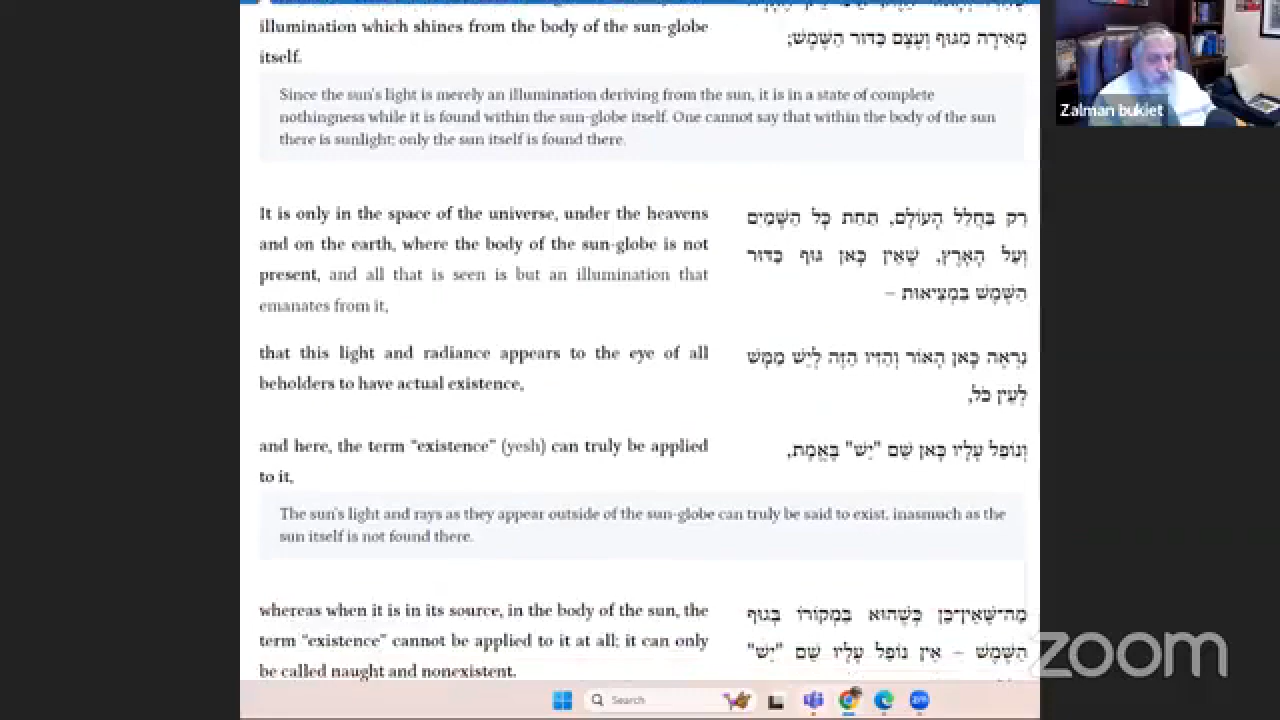 illumination which shines from the body of the sun-globe
itself.
מְאִירָה מִגּוּף וְעֶצֶם כַּדּוּר הַשֶּׁמֶשׁ;
Since the sun's light is merely an illumination deriving from the sun, it is in a state of complete
nothingness while it is found within the sun-globe itself. One cannot say that within the body of the sun
there is sunlight; only the sun itself is found there.
It is only in the space of the universe, under the heavens
and on the earth, where the body of the sun-globe is not
present, and all that is seen is but an illumination that
emanates from it,
רַק בַּחֲלַל הָעוֹלָם, תַּחַת כָּל הַשָּׁמַיִם
וְעַל הָאָרֶץ, שֶׁאֵין כָּאן גּוּף כַּדּוּר
הַשֶּׁמֶשׁ בִּמְצִיאוּת –
that this light and radiance appears to the eye of all
beholders to have actual existence,
נִרְאֶה כָּאן הָאוֹר וְהַזִּיו הַזֶּה לְיֵשׁ מַמָּשׁ
לְעֵין כֹּל,
and here, the term “existence” (yesh) can truly be applied
to it,
וְנוֹפֵל עָלָיו כָּאן שֵׁם "יֵשׁ" בֶּאֱמֶת,
The sun's light and rays as they appear outside of the sun-globe can truly be said to exist, inasmuch as the
sun itself is not found there.
whereas when it is in its source, in the body of the sun, the
term “existence” cannot be applied to it at all; it can only
be called naught and nonexistent.
מַה־שֶּׁאֵין־כֵּן כְּשֶׁהוּא בִּמְקוֹרוֹ בְּגוּף
הַשֶּׁמֶשׁ – אֵין נוֹפֵל עָלָיו שֵׁם "יֵשׁ"
Zalman bukiet
zoom
Search